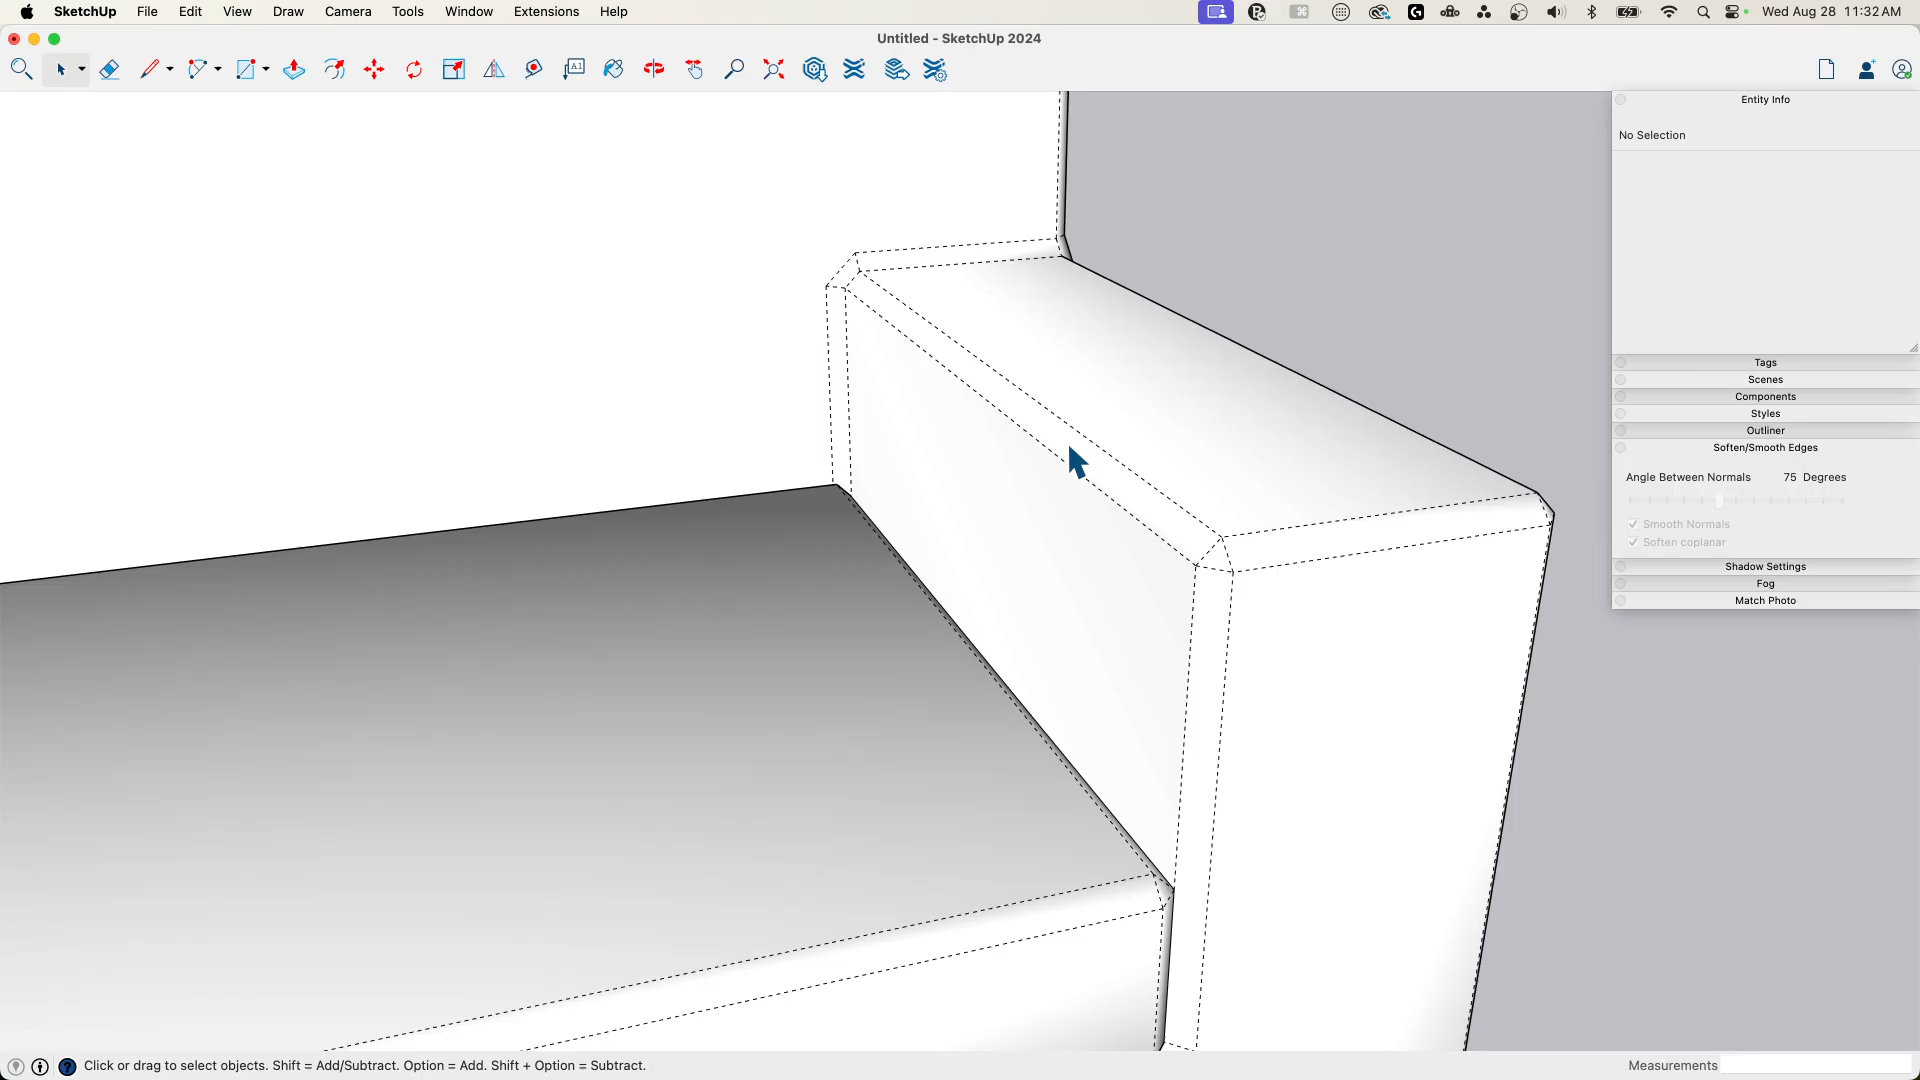 SketchUp File Edit View Draw Camera Tools Window Extensions Help Wed Aug 28 11:32 AM
Untitled - SketchUp 2024
A1
Entity Info
No Selection
Tags
Scenes
Components
Styles
Outliner
Soften/Smooth Edges
Angle Between Normals 75 Degrees
Smooth Normals
Soften coplanar
Shadow Settings
Fog
Match Photo
Click or drag to select objects. Shift = Add/Subtract. Option = Add. Shift + Option = Subtract. Measurements